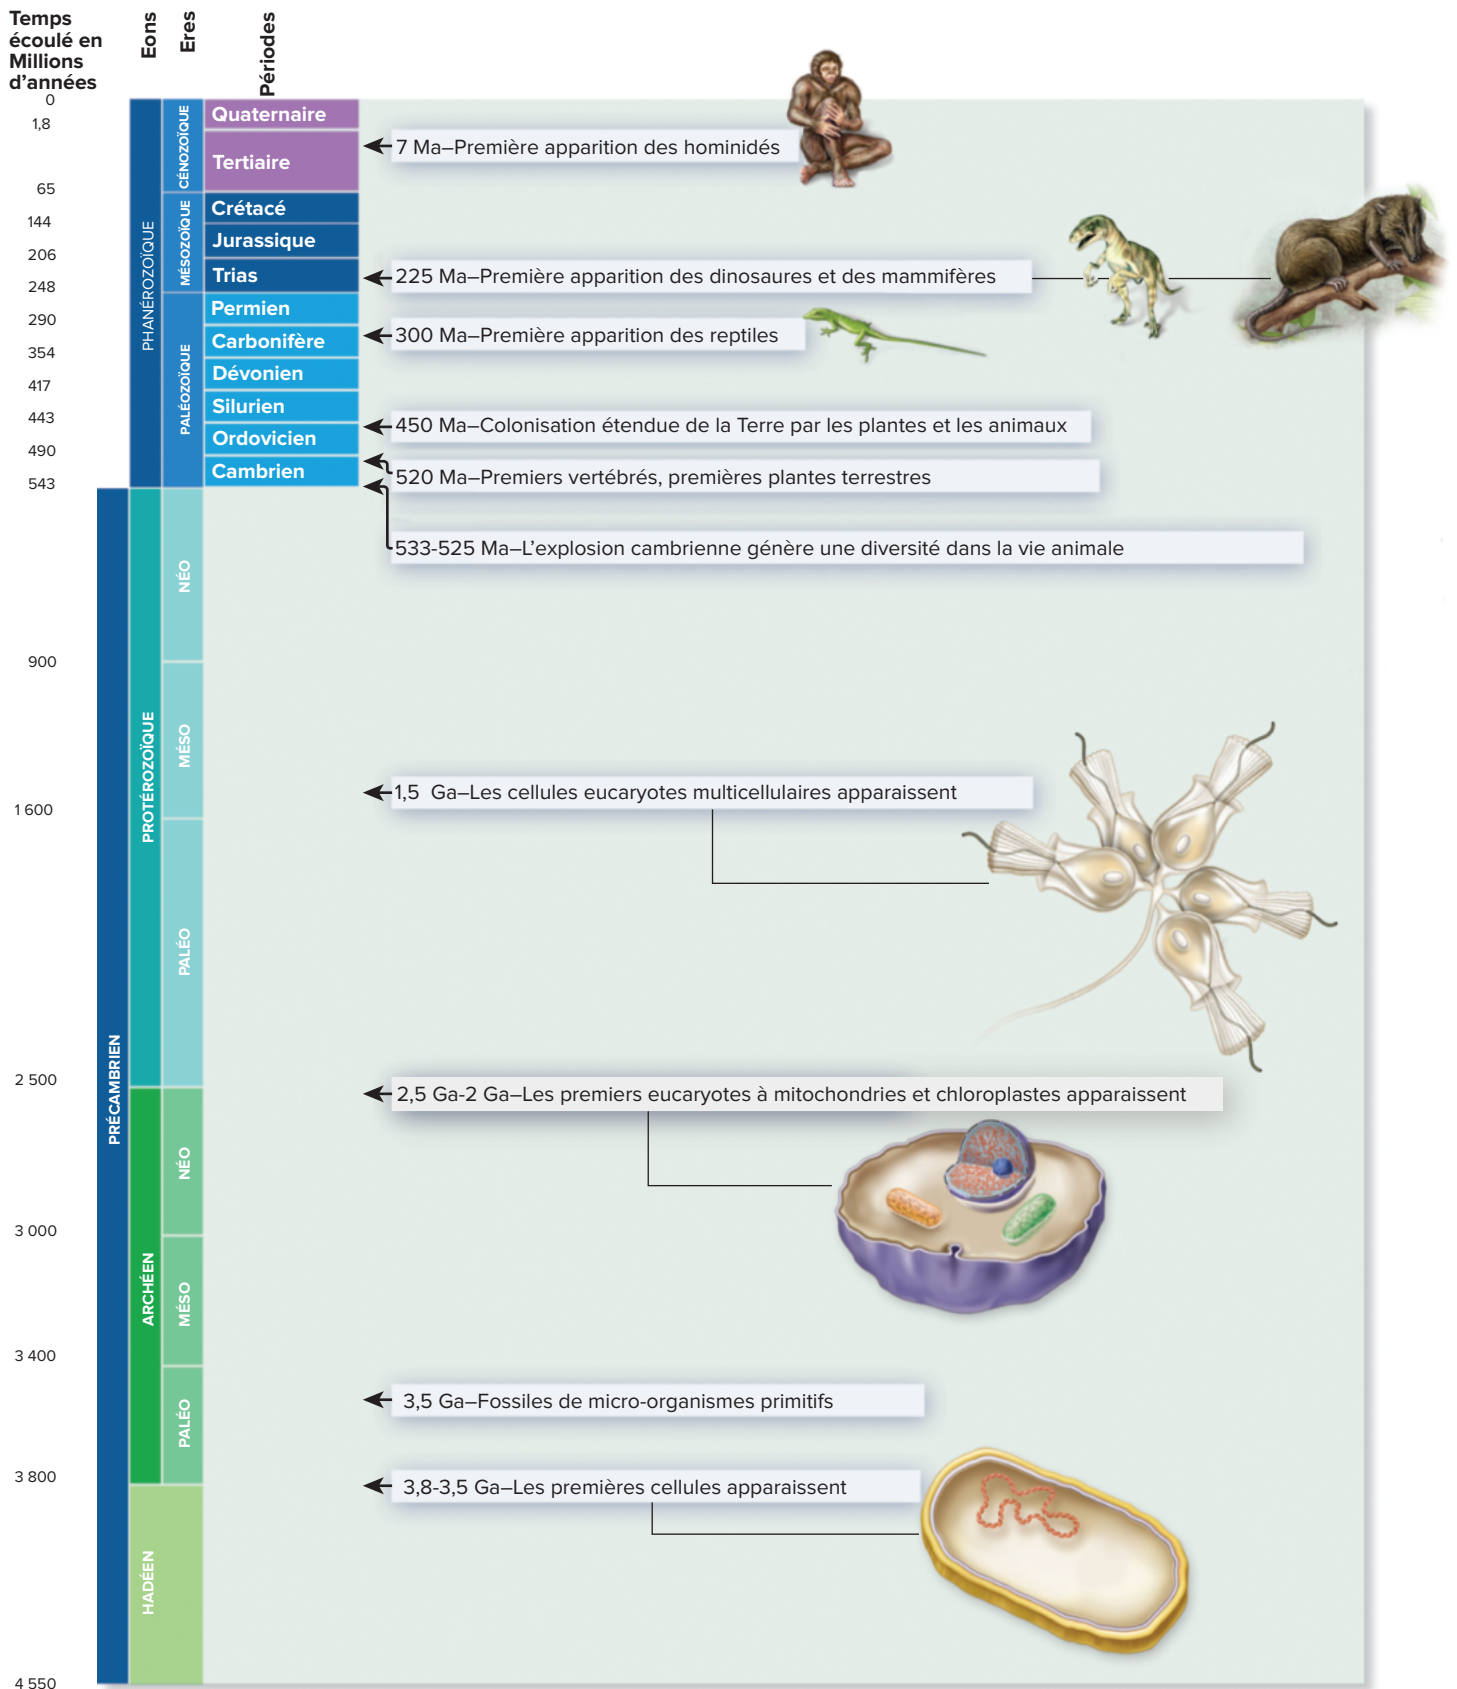 Temps
écoulé en
Millions
d’années
Eons
Eres
Périodes
0
1,8
65
144
206
248
290
354
417
443
490
543
900
1 600
2 500
3 000
3 400
3 800
4 550
PRÉCAMBRIEN
PHANÉROZOÏQUE
PROTÉROZOÏQUE
ARCHÉEN
HADÉEN
CÉNOZOÏQUE
MÉSOZOÏQUE
PALÉOZOÏQUE
NÉO
MÉSO
PALÉO
NÉO
MÉSO
PALÉO
Quaternaire
Tertiaire
Crétacé
Jurassique
Trias
Permien
Carbonifère
Dévonien
Silurien
Ordovicien
Cambrien
7 Ma–Première apparition des hominidés
225 Ma–Première apparition des dinosaures et des mammifères
300 Ma–Première apparition des reptiles
450 Ma–Colonisation étendue de la Terre par les plantes et les animaux
520 Ma–Premiers vertébrés, premières plantes terrestres
533-525 Ma–L’explosion cambrienne génère une diversité dans la vie animale
1,5 Ga–Les cellules eucaryotes multicellulaires apparaissent
2,5 Ga-2 Ga–Les premiers eucaryotes à mitochondries et chloroplastes apparaissent
3,5 Ga–Fossiles de micro-organismes primitifs
3,8-3,5 Ga–Les premières cellules apparaissent